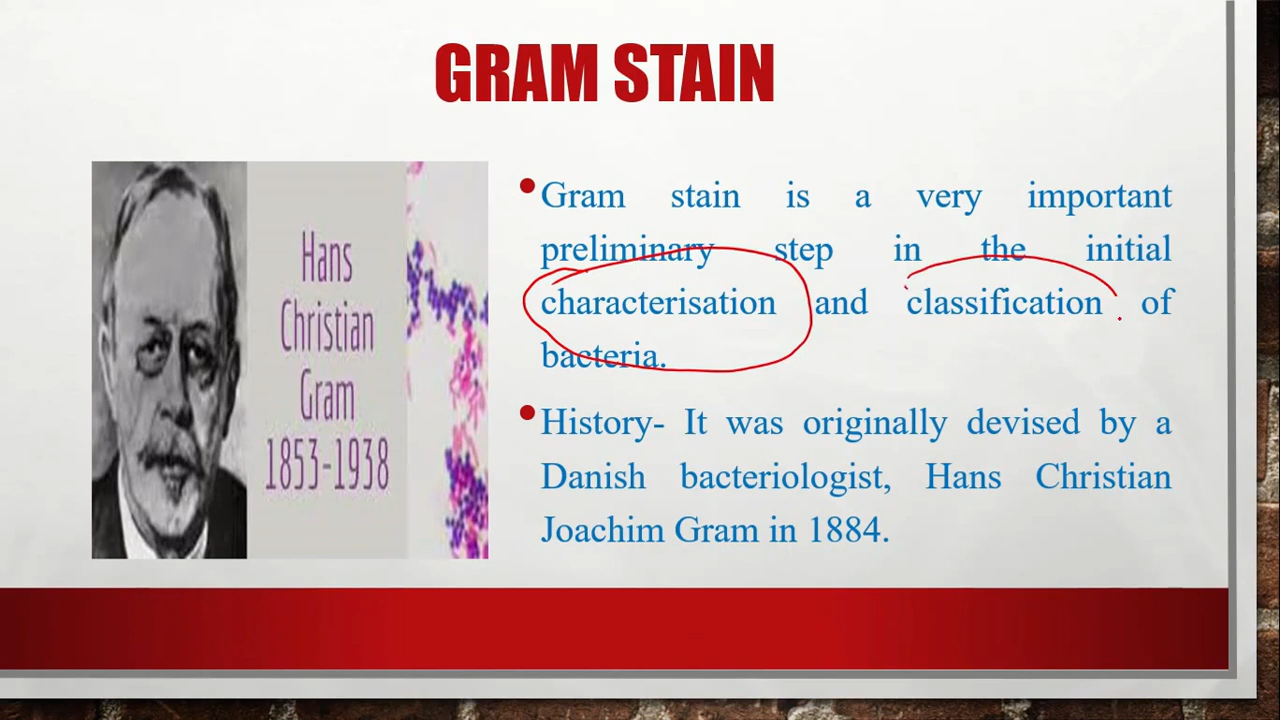 GRAM STAIN
Hans
Christian
Gram
1853-1938
• Gram stain is a very important
preliminary step in the initial
characterisation and classification of
bacteria.
• History- It was originally devised by a
Danish bacteriologist, Hans Christian
Joachim Gram in 1884.